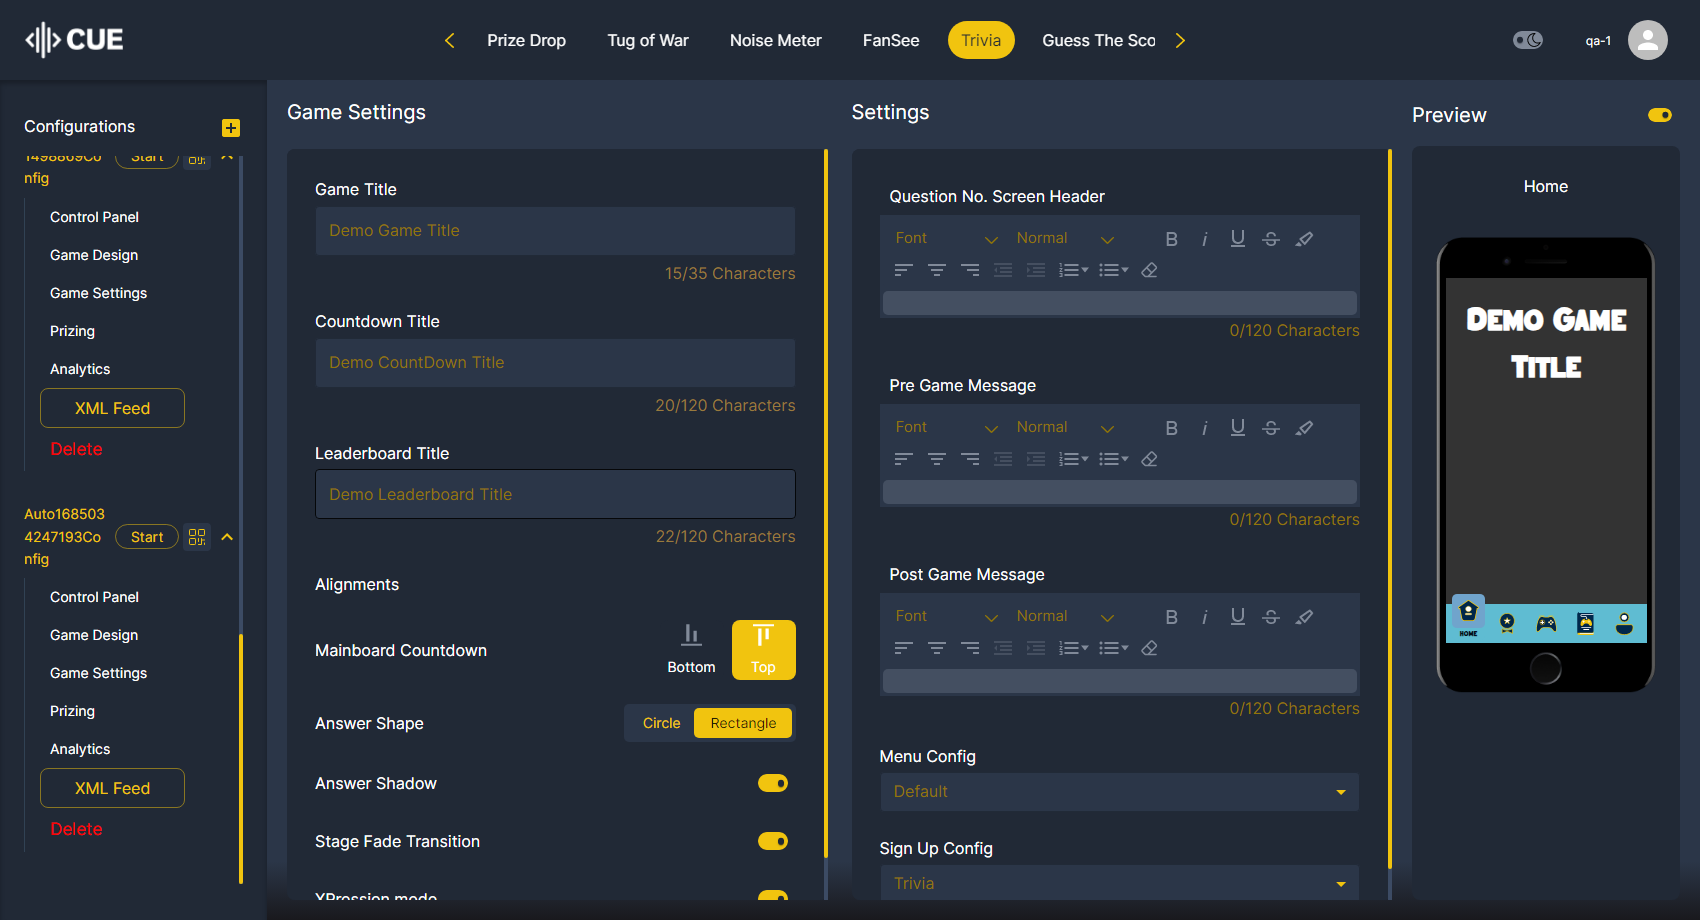 CUE
Prize Drop
Tug of War
Noise Meter
FanSee
Trivia
Guess The Sco
qa-1
Configurations
1498869Co
nfig
Start
Control Panel
Game Design
Game Settings
Prizing
Analytics
XML Feed
Delete
Auto168503
4247193Co
nfig
Start
Control Panel
Game Design
Game Settings
Prizing
Analytics
XML Feed
Delete
Game Settings
Game Title
Demo Game Title
15/35 Characters
Countdown Title
Demo CountDown Title
20/120 Characters
Leaderboard Title
Demo Leaderboard Title
22/120 Characters
Alignments
Mainboard Countdown
Bottom
Top
Answer Shape
Circle
Rectangle
Answer Shadow
Stage Fade Transition
XPression mode
Settings
Question No. Screen Header
Font
Normal
B i U S
0/120 Characters
Pre Game Message
Font
Normal
B i U S
0/120 Characters
Post Game Message
Font
Normal
B i U S
0/120 Characters
Menu Config
Default
Sign Up Config
Trivia
Preview
Home
Demo Game
Title
HOME